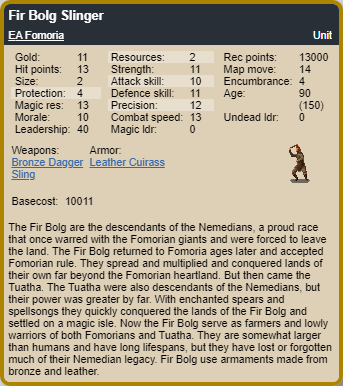 Fir Bolg Slinger
EA Fomoria Unit
Gold: 11 Resources: 2 Rec points: 13000
Hit points: 13 Strength: 11 Map move: 14
Size: 2 Attack skill: 10 Encumbrance: 4
Protection: 4 Defence skill: 11 Age: 90
Magic res: 13 Precision: 12 (150)
Morale: 10 Combat speed: 13 Undead ldr: 0
Leadership: 40 Magic ldr: 0
Weapons: Armor:
Bronze Dagger Leather Cuirass
Sling
Basecost: 10011
The Fir Bolg are the descendants of the Nemedians, a proud race
that once warred with the Fomorian giants and were forced to leave
the land. The Fir Bolg returned to Fomoria ages later and accepted
Fomorian rule. They spread and multiplied and conquered lands of
their own far beyond the Fomorian heartland. But then came the
Tuatha. The Tuatha were also descendants of the Nemedians, but
their power was greater by far. With enchanted spears and
spellsongs they quickly conquered the lands of the Fir Bolg and
settled on a magic isle. Now the Fir Bolg serve as farmers and lowly
warriors of both Fomorians and Tuatha. They are somewhat larger
than humans and have long lifespans, but they have lost or forgotten
much of their Nemedian legacy. Fir Bolg use armaments made from
bronze and leather.